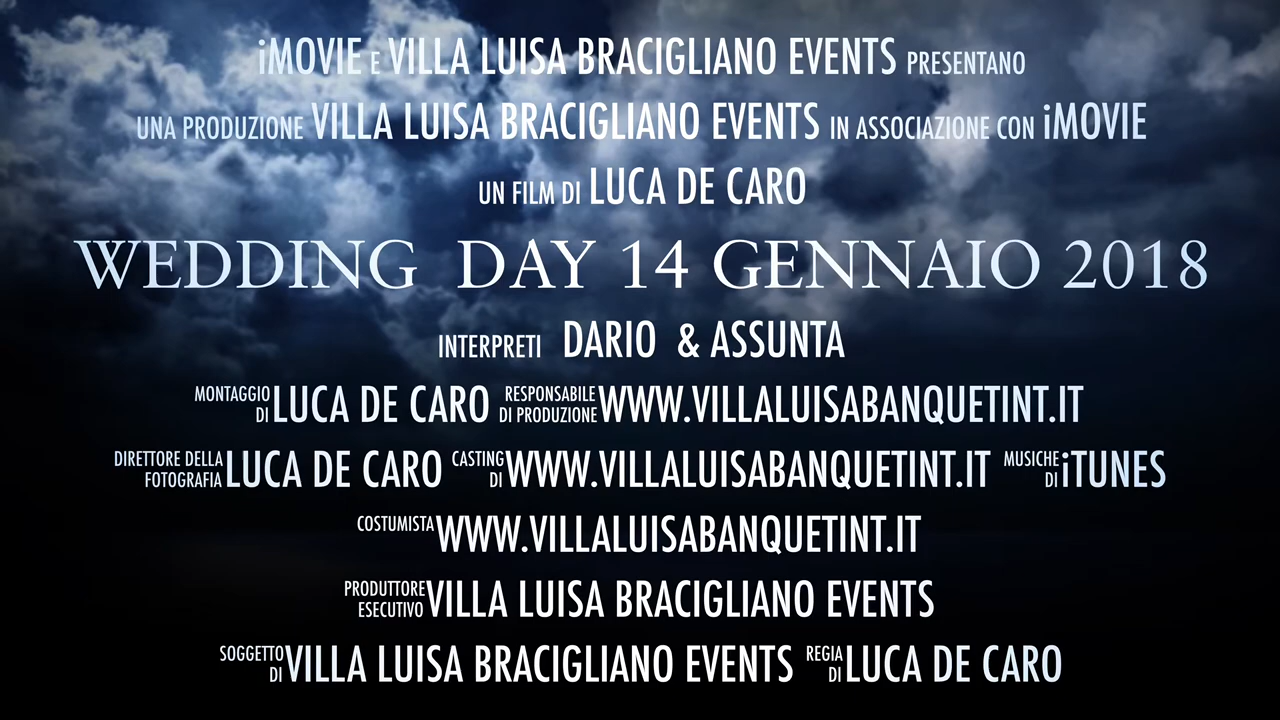 iMOVIE E VILLA LUISA BRACIGLIANO EVENTS PRESENTANO
UNA PRODUZIONE VILLA LUISA BRACIGLIANO EVENTS IN ASSOCIAZIONE CON iMOVIE
UN FILM DI LUCA DE CARO
WEDDING DAY 14 GENNAIO 2018
INTERPRETI DARIO & ASSUNTA
MONTAGGIO DI LUCA DE CARO RESPONSABILE DI PRODUZIONE WWW.VILLALUISABANQUETINT.IT
DIRETTORE DELLA FOTOGRAFIA LUCA DE CARO CASTING DI WWW.VILLALUISABANQUETINT.IT MUSICHE DI iTUNES
COSTUMISTA WWW.VILLALUISABANQUETINT.IT
PRODUTTORE ESECUTIVO VILLA LUISA BRACIGLIANO EVENTS
SOGGETTO DI VILLA LUISA BRACIGLIANO EVENTS REGIA DI LUCA DE CARO